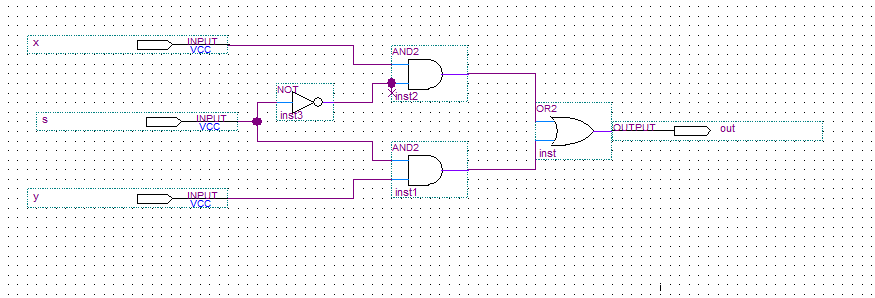 x
INPUT
VCC
AND2
inst2
NOT
inst3
s
INPUT
VCC
OR2
inst
OUTPUT
out
AND2
inst1
y
INPUT
VCC
i